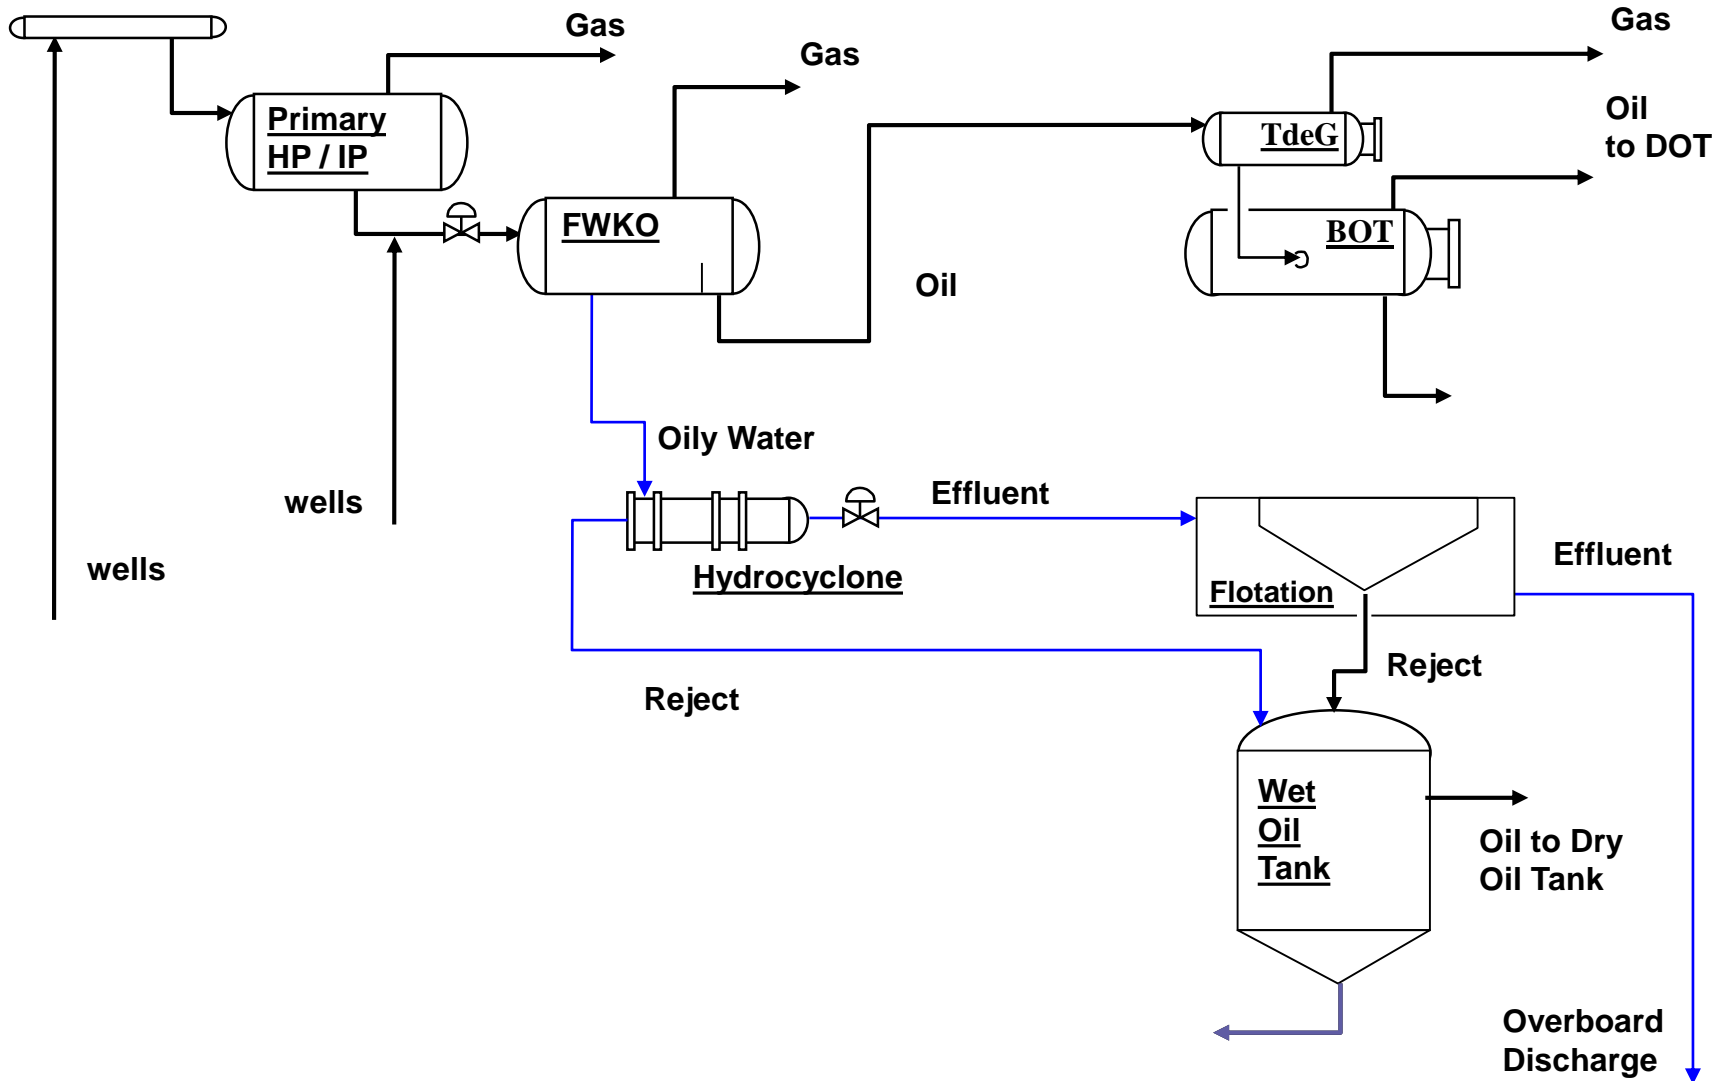 Gas
Gas
Gas
Primary
HP / IP
TdeG
Oil
to DOT
FWKO
BOT
Oil
Oily Water
wells
Effluent
wells
Hydrocyclone
Flotation
Effluent
Reject
Reject
Wet
Oil
Tank
Oil to Dry
Oil Tank
Overboard
Discharge